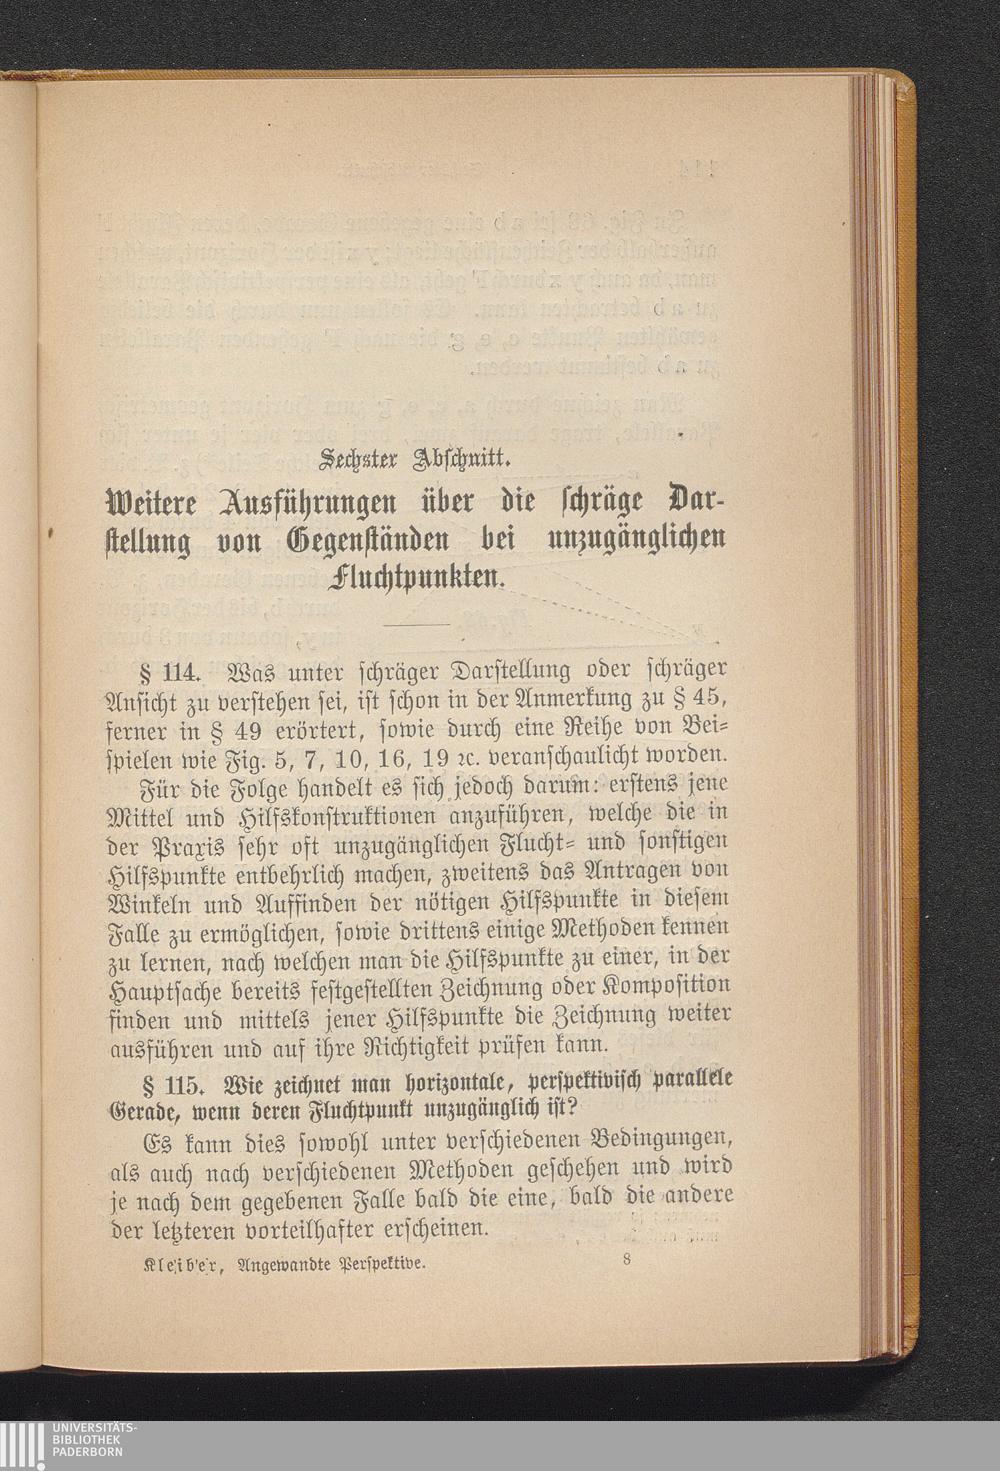 Sechster Abschnitt.
Weitere Ausführungen über die schräge Dar-
stellung von Gegenständen bei unzugänglichen
Fluchtpunkten.
§ 114. Was unter schräger Darstellung oder schräger
Ansicht zu verstehen sei, ist schon in der Anmerkung zu § 45,
ferner in § 49 erörtert, sowie durch eine Reihe von Bei-
spielen wie Fig. 5, 7, 10, 16, 19 ꝛc. veranschaulicht worden.
Für die Folge handelt es sich jedoch darum: erstens jene
Mittel und Hilfskonstruktionen anzuführen, welche die in
der Praxis sehr oft unzugänglichen Flucht- und sonstigen
Hilfspunkte entbehrlich machen, zweitens das Antragen von
Winkeln und Auffinden der nötigen Hilfspunkte in diesem
Falle zu ermöglichen, sowie drittens einige Methoden kennen
zu lernen, nach welchen man die Hilfspunkte zu einer, in der
Hauptsache bereits festgestellten Zeichnung oder Komposition
finden und mittels jener Hilfspunkte die Zeichnung weiter
ausführen und auf ihre Richtigkeit prüfen kann.
§ 115. Wie zeichnet man horizontale, perspektivisch parallele
Gerade, wenn deren Fluchtpunkt unzugänglich ist?
Es kann dies sowohl unter verschiedenen Bedingungen,
als auch nach verschiedenen Methoden geschehen und wird
je nach dem gegebenen Falle bald die eine, bald die andere
der letzteren vorteilhafter erscheinen.
Kleiber, Angewandte Perspektive. 8
UNIVERSITÄTS-
BIBLIOTHEK
PADERBORN